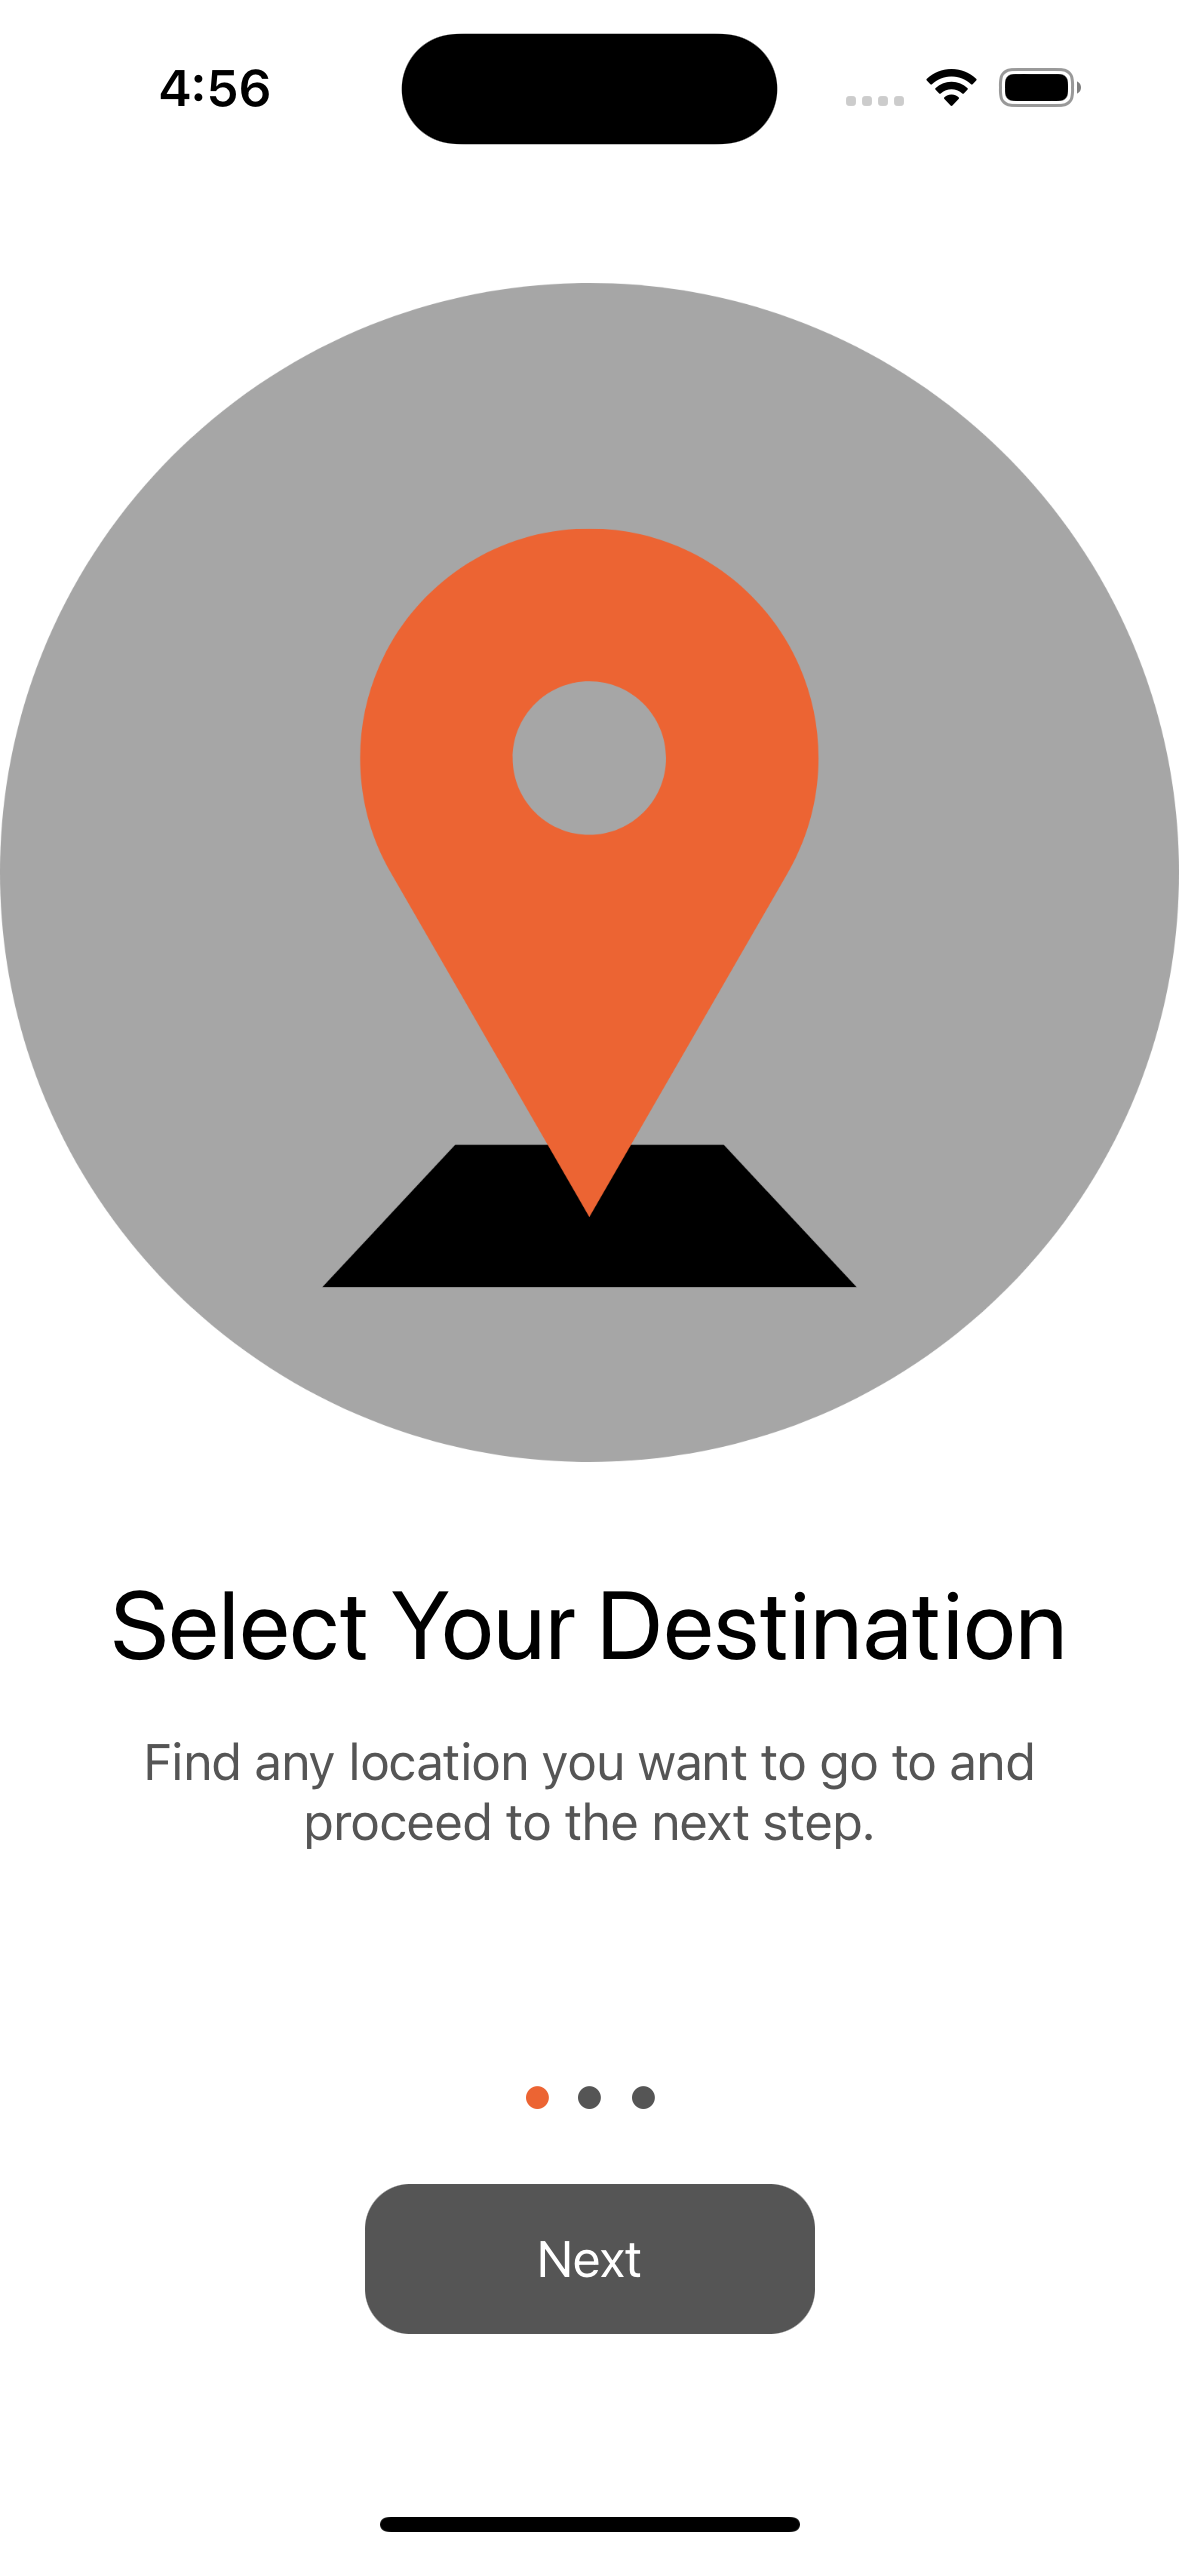 4:56
Select Your Destination
Find any location you want to go to and
proceed to the next step.
Next